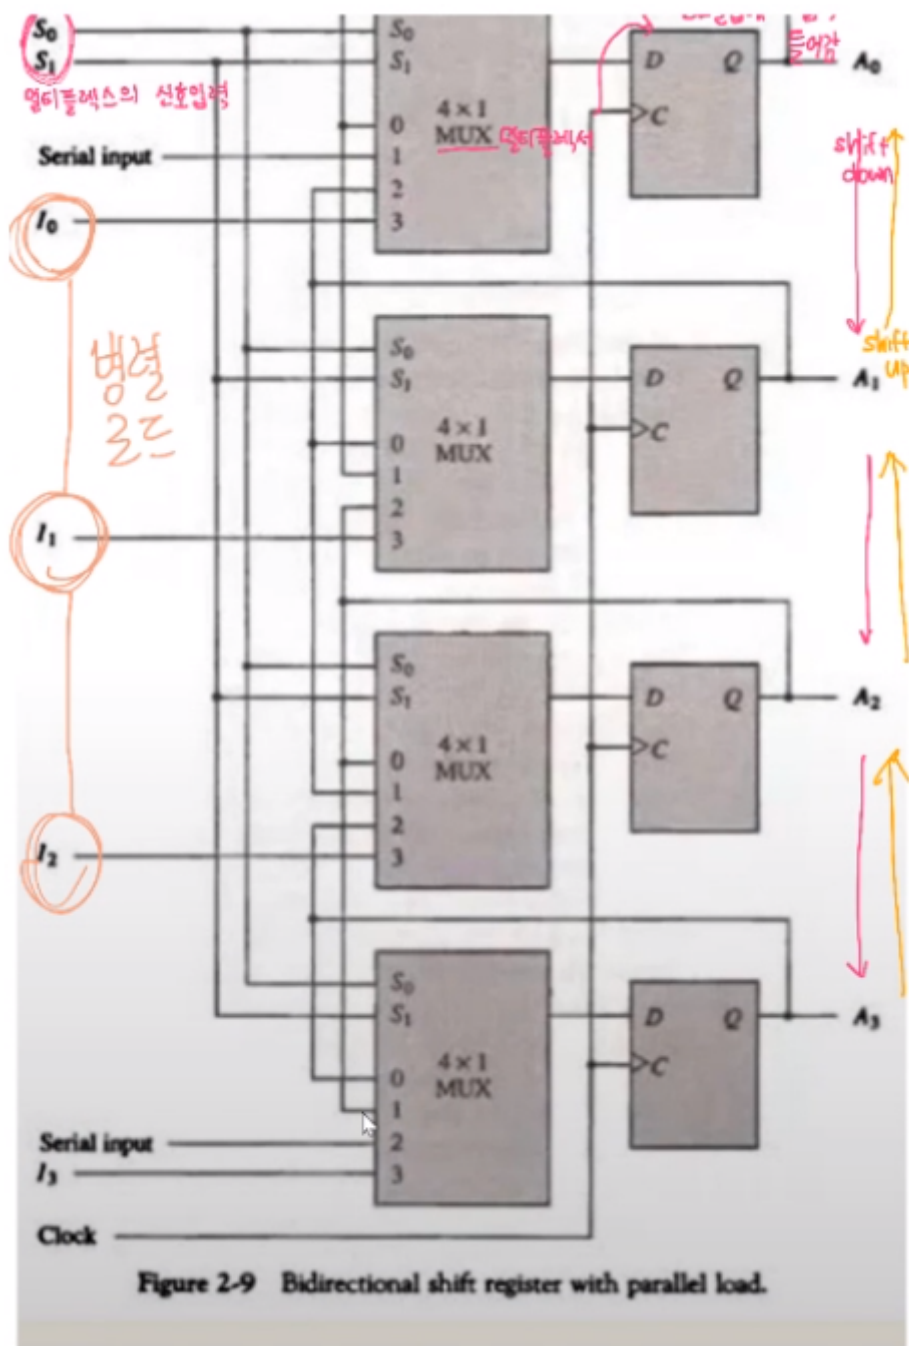 S0
S1
멀티플렉스의 신호입력
S0
S1
4×1
MUX 멀티플렉서
0
Serial input
1
2
I0
3
D Q
C
들어감
A0
shift
down
병렬
로드
S0
S1
4×1
MUX
0
1
2
I1
3
D Q
C
A1
shift
up
S0
S1
4×1
MUX
0
1
2
I2
3
D Q
C
A2
S0
S1
4×1
MUX
0
1
Serial input
2
I3
3
D Q
C
A3
Clock
Figure 2-9 Bidirectional shift register with parallel load.